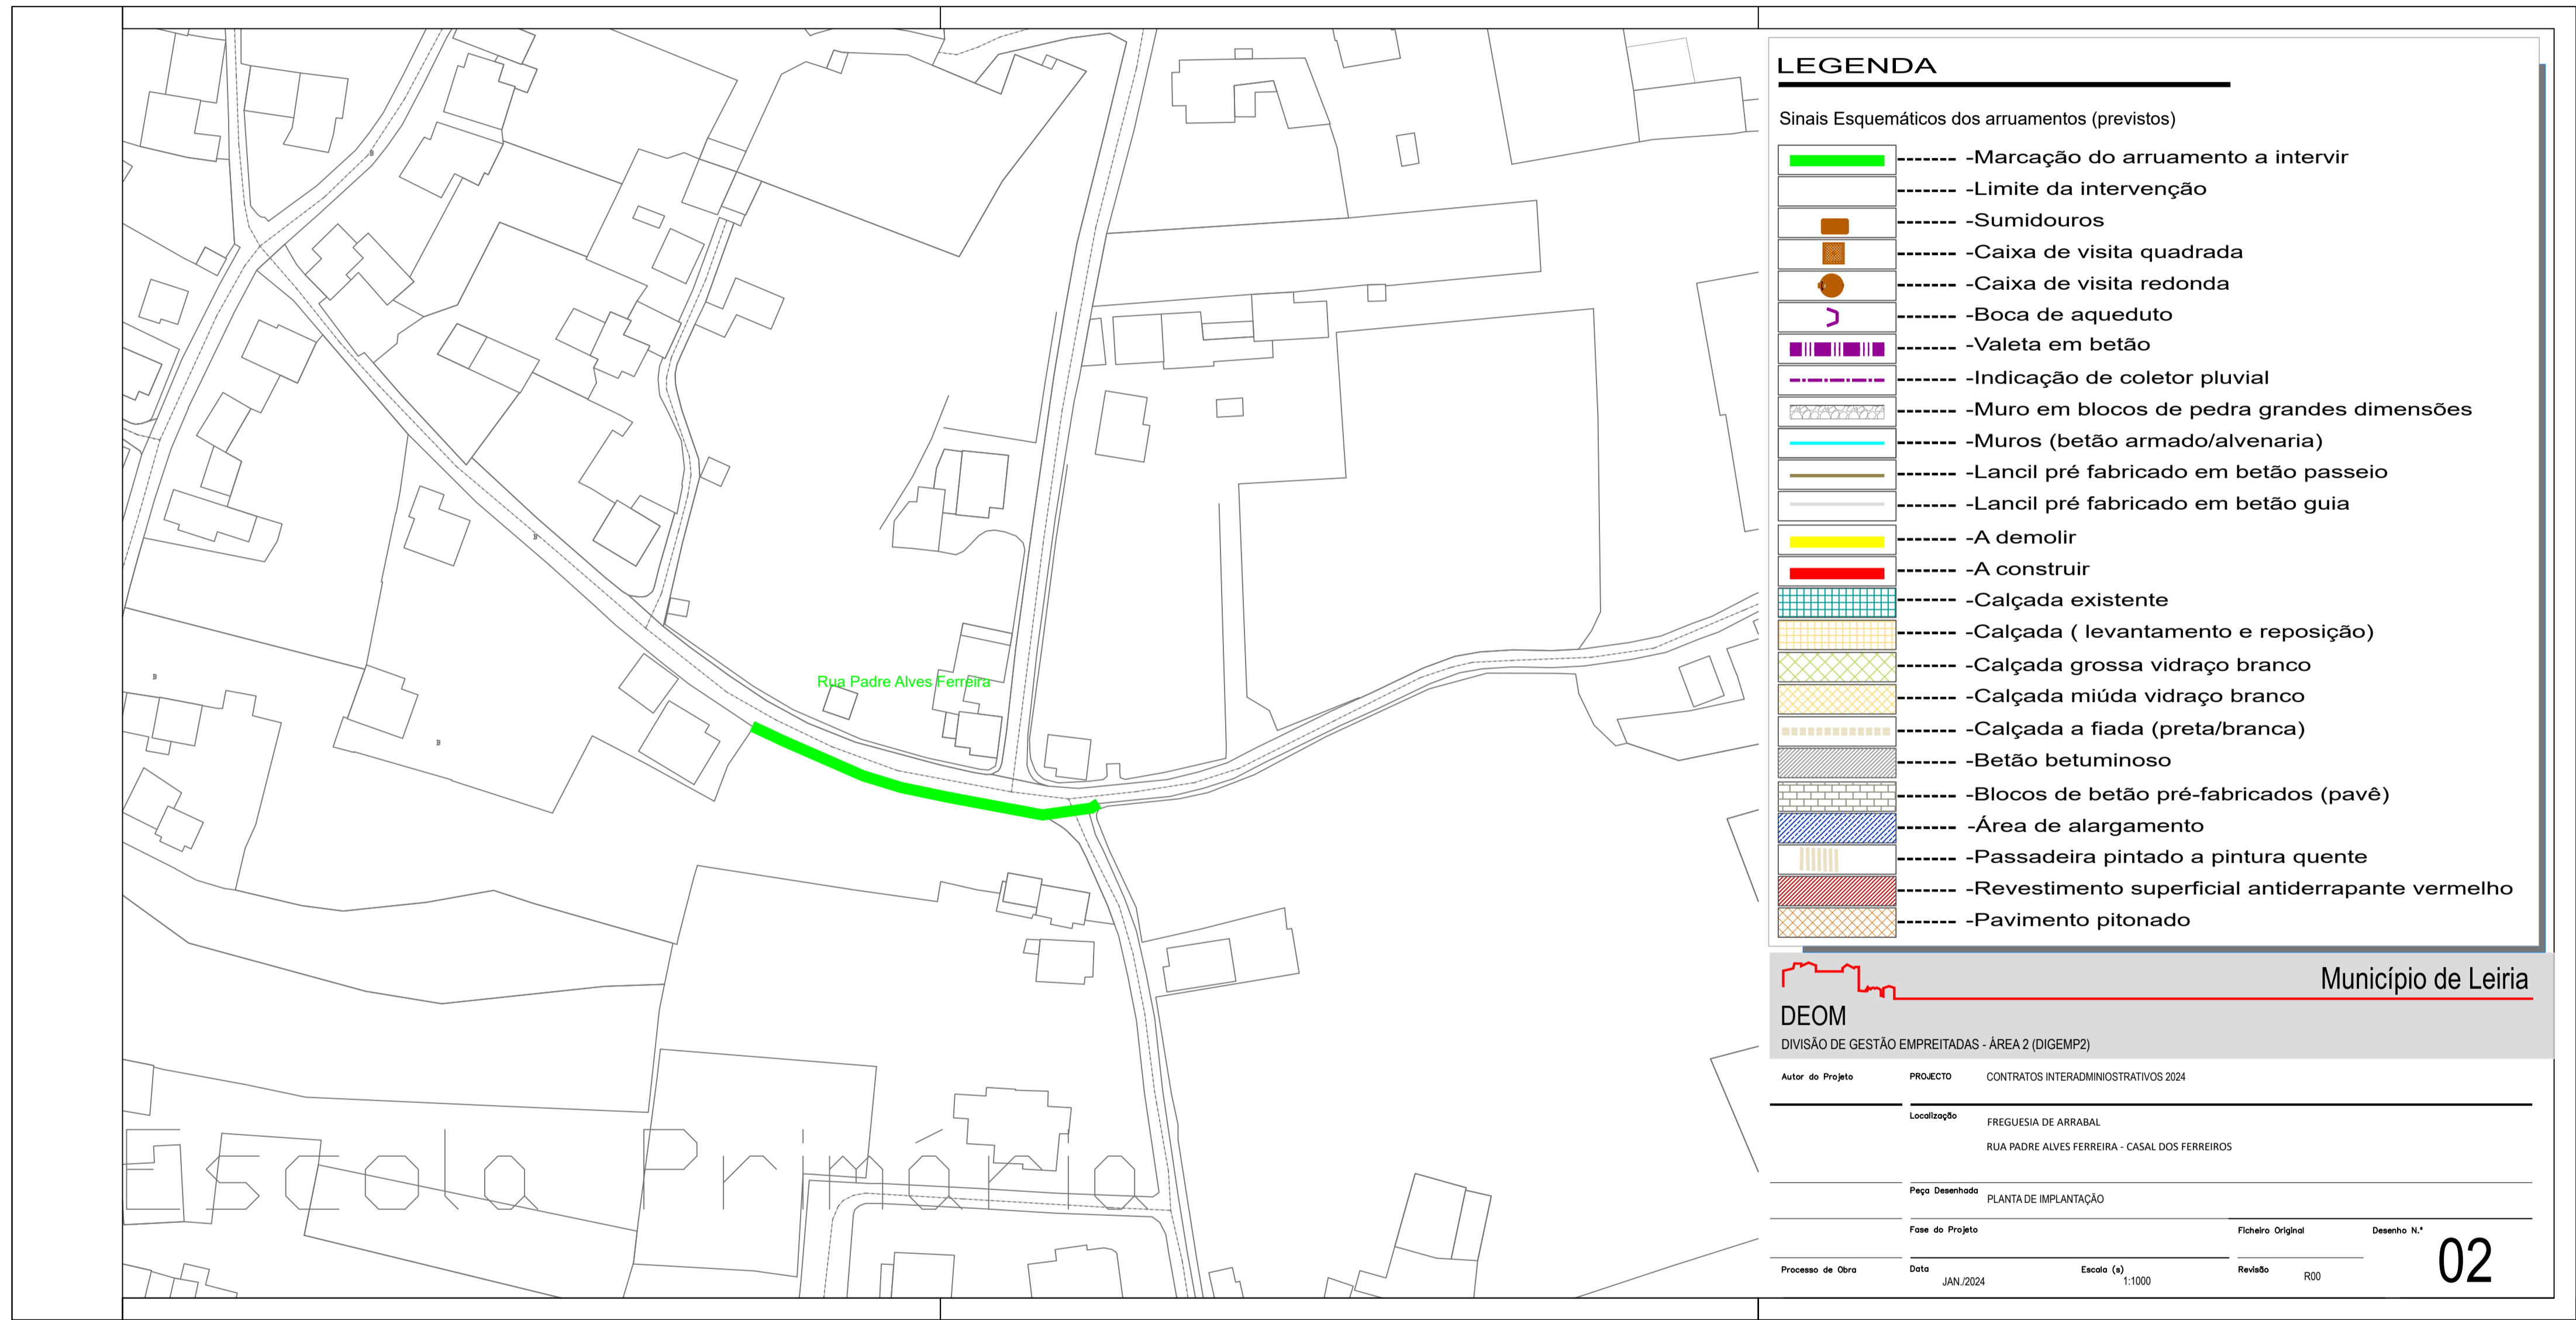 Rua Padre Alves Ferreira
Escola Primária
LEGENDA
Sinais Esquemáticos dos arruamentos (previstos)
------- -Marcação do arruamento a intervir
------- -Limite da intervenção
------- -Sumidouros
------- -Caixa de visita quadrada
------- -Caixa de visita redonda
------- -Boca de aqueduto
------- -Valeta em betão
------- -Indicação de coletor pluvial
------- -Muro em blocos de pedra grandes dimensões
------- -Muros (betão armado/alvenaria)
------- -Lancil pré fabricado em betão passeio
------- -Lancil pré fabricado em betão guia
------- -A demolir
------- -A construir
------- -Calçada existente
------- -Calçada ( levantamento e reposição)
------- -Calçada grossa vidraço branco
------- -Calçada miúda vidraço branco
------- -Calçada a fiada (preta/branca)
------- -Betão betuminoso
------- -Blocos de betão pré-fabricados (pavê)
------- -Área de alargamento
------- -Passadeira pintado a pintura quente
------- -Revestimento superficial antiderrapante vermelho
------- -Pavimento pitonado
Município de Leiria
DEOM
DIVISÃO DE GESTÃO EMPREITADAS - ÁREA 2 (DIGEMP2)
Autor do Projeto PROJECTO CONTRATOS INTERADMINIOSTRATIVOS 2024
Localização
FREGUESIA DE ARRABAL
RUA PADRE ALVES FERREIRA - CASAL DOS FERREIROS
Peça Desenhada
PLANTA DE IMPLANTAÇÃO
Fase do Projeto Ficheiro Original Desenho N.º
02
Processo de Obra Data Escala (s) Revisão
JAN./2024 1:1000 R00